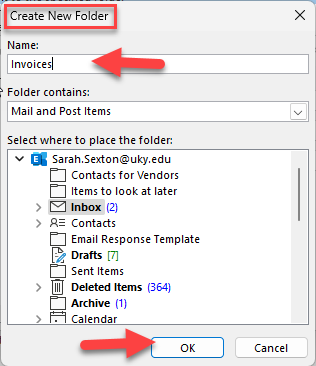 Create New Folder
Name:
Invoices
Folder contains:
Mail and Post Items
Select where to place the folder:
Sarah.Sexton@uky.edu
Contacts for Vendors
Items to look at later
Inbox (2)
Contacts
Email Response Template
Drafts [7]
Sent Items
Deleted Items (364)
Archive (1)
Calendar
OK Cancel